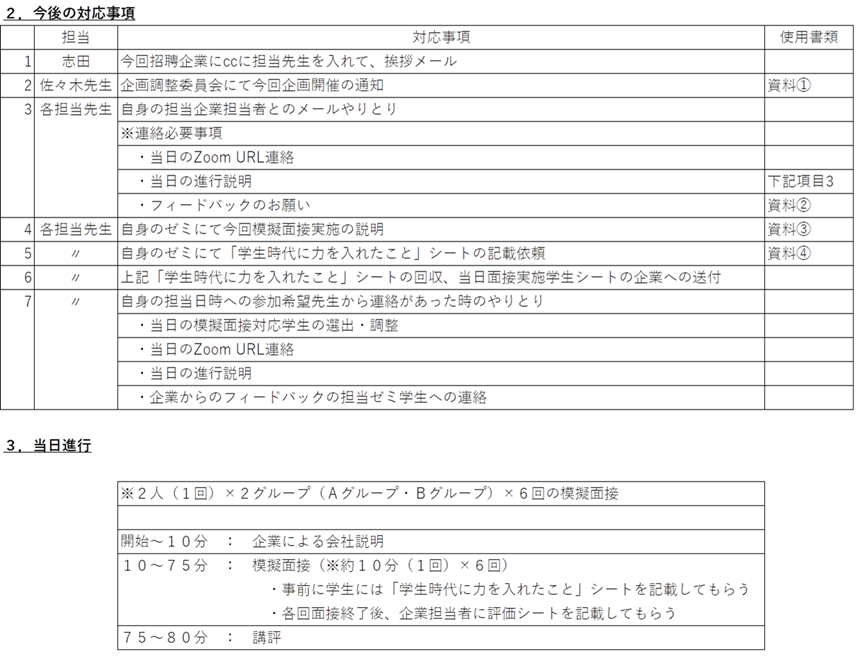 ２．今後の対応事項
担当 対応事項 使用書類
1 志田 今回招聘企業にccに担当先生を入れて、挨拶メール
2 佐々木先生 企画調整委員会にて今回企画開催の通知 資料①
3 各担当先生 自身の担当企業担当者とのメールやりとり
※連絡必要事項
・当日のZoom URL連絡
・当日の進行説明 下記項目3
・フィードバックのお願い 資料②
4 各担当先生 自身のゼミにて今回模擬面接実施の説明 資料③
5 〃 自身のゼミにて「学生時代に力を入れたこと」シートの記載依頼 資料④
6 〃 上記「学生時代に力を入れたこと」シートの回収、当日面接実施学生シートの企業への送付
7 〃 自身の担当日時への参加希望先生から連絡があった時のやりとり
・当日の模擬面接対応学生の選出・調整
・当日のZoom URL連絡
・当日の進行説明
・企業からのフィードバックの担当ゼミ学生への連絡
３．当日進行
※２人（１回）×２グループ（Ａグループ・Ｂグループ）×６回の模擬面接
開始～１０分 ： 企業による会社説明
１０～７５分 ： 模擬面接（※約１０分（１回）×６回）
・事前に学生には「学生時代に力を入れたこと」シートを記載してもらう
・各回面接終了後、企業担当者に評価シートを記載してもらう
７５～８０分 ： 講評